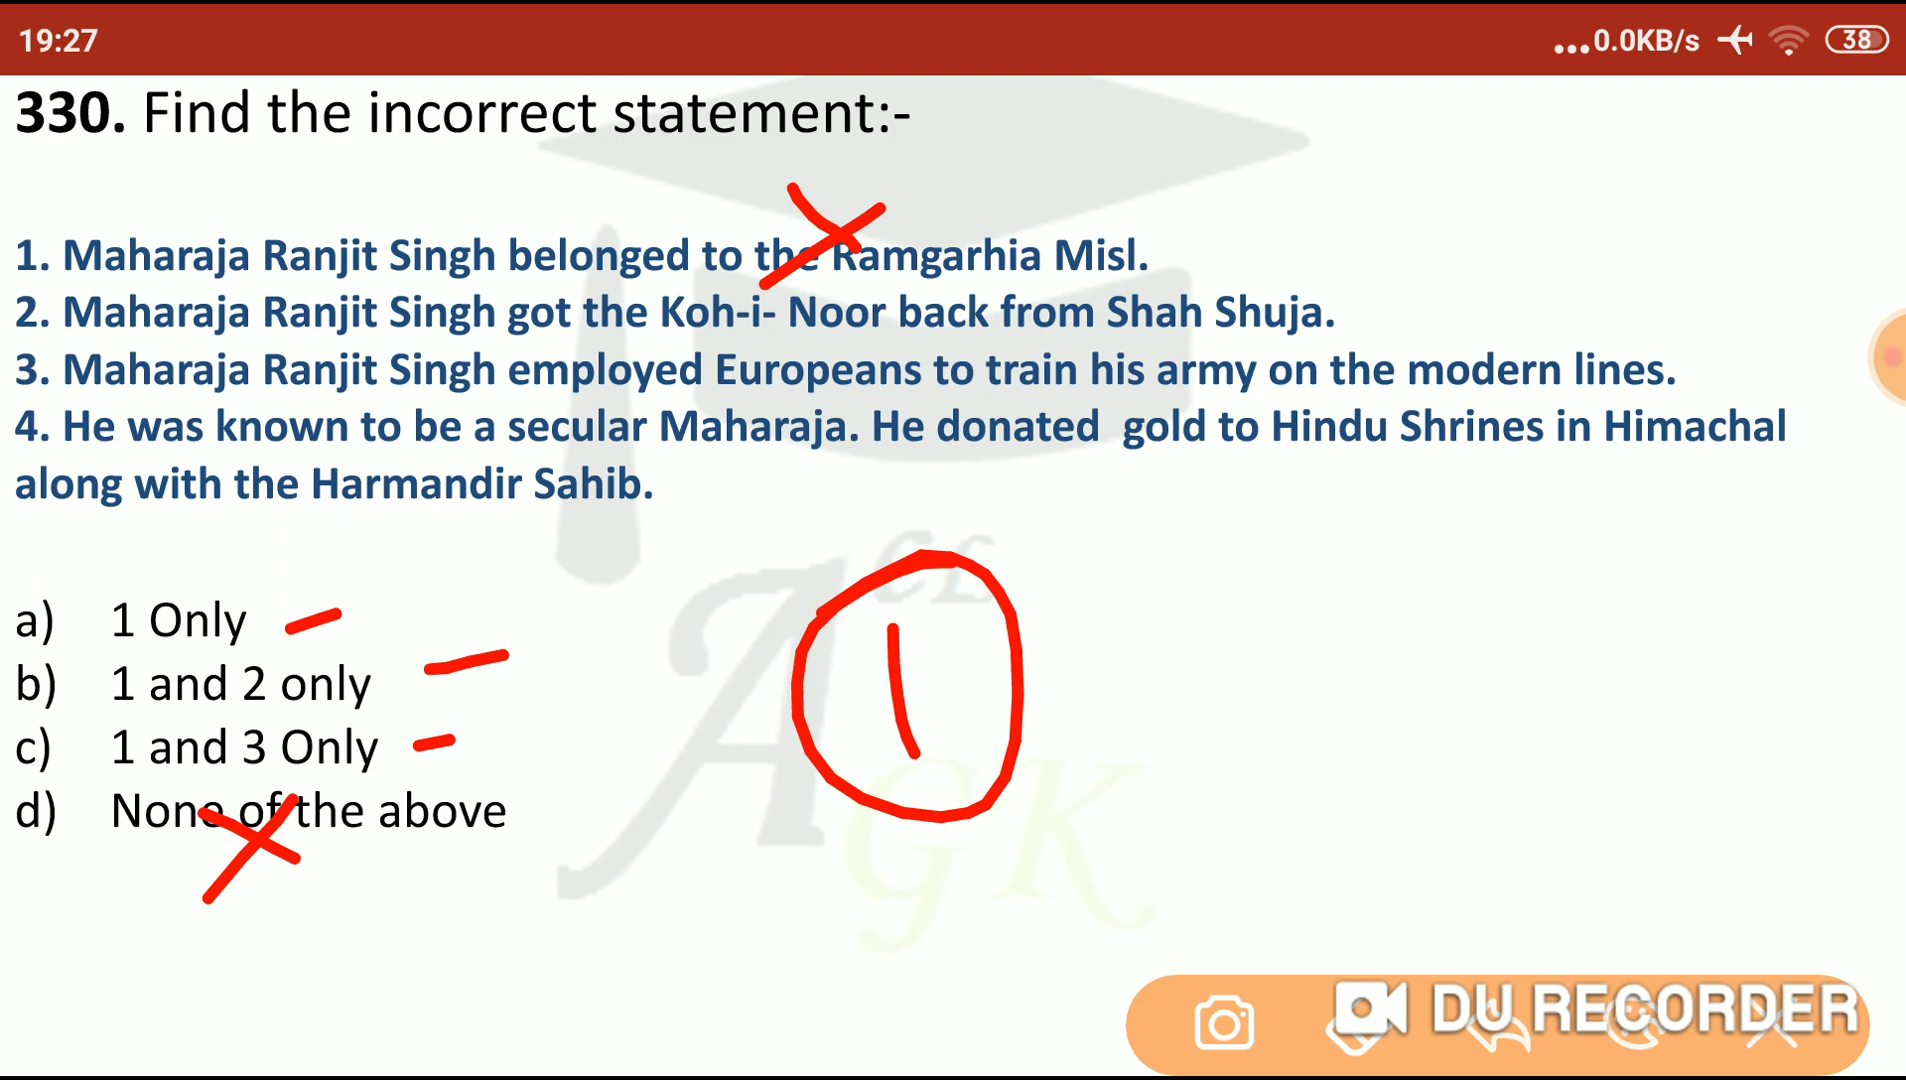 19:27
...0.0KB/s
38
330. Find the incorrect statement:-
1. Maharaja Ranjit Singh belonged to the Ramgarhia Misl.
2. Maharaja Ranjit Singh got the Koh-i- Noor back from Shah Shuja.
3. Maharaja Ranjit Singh employed Europeans to train his army on the modern lines.
4. He was known to be a secular Maharaja. He donated gold to Hindu Shrines in Himachal
along with the Harmandir Sahib.
a) 1 Only
b) 1 and 2 only
c) 1 and 3 Only
d) None of the above
1
A CL
GK
DU RECORDER